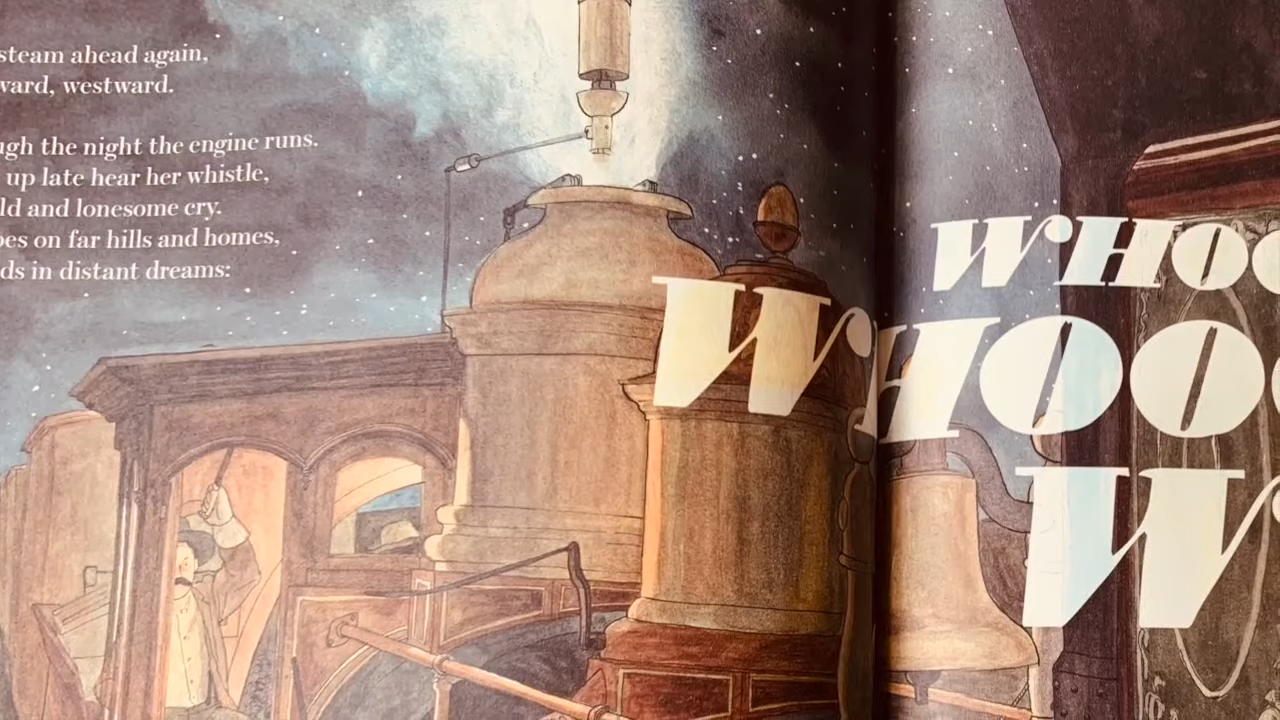 steam ahead again,
ward, westward.
ugh the night the engine runs.
up late hear her whistle,
ld and lonesome cry.
oes on far hills and homes,
ds in distant dreams:
WHOO
WHOOO
W